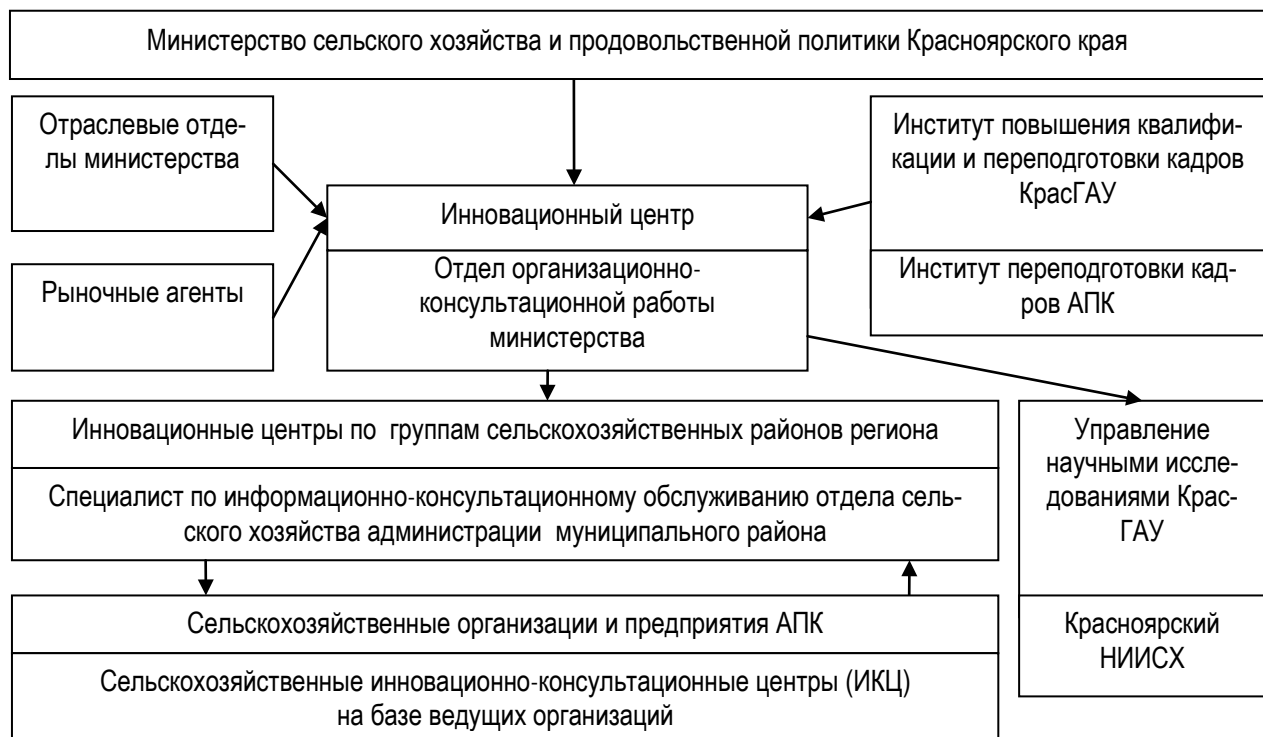 Министерство сельского хозяйства и продовольственной политики Красноярского края
Отраслевые отде-
лы министерства
Рыночные агенты
Инновационный центр
Отдел организационно-
консультационной работы
министерства
Институт повышения квалифи-
кации и переподготовки кадров
КрасГАУ
Институт переподготовки кад-
ров АПК
Инновационные центры по группам сельскохозяйственных районов региона
Специалист по информационно-консультационному обслуживанию отдела сель-
ского хозяйства администрации муниципального района
Сельскохозяйственные организации и предприятия АПК
Сельскохозяйственные инновационно-консультационные центры (ИКЦ)
на базе ведущих организаций
Управление
научными иссле-
дованиями Крас-
ГАУ
Красноярский
НИИСХ